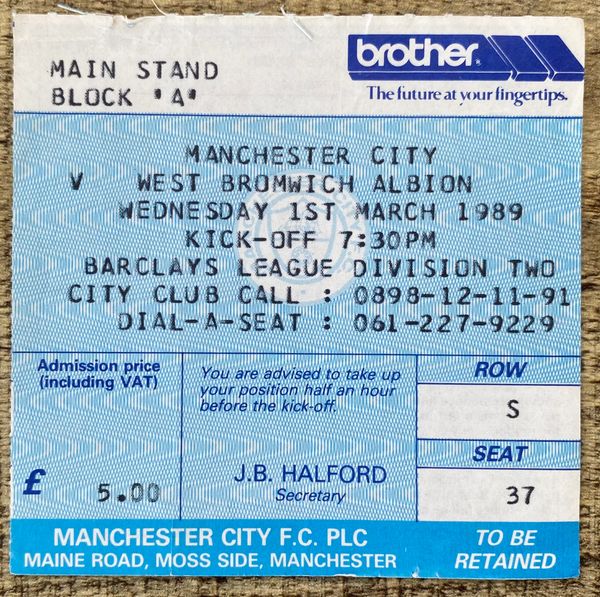 MAIN STAND
BLOCK "A"
brother.
The future at your fingertips.
MANCHESTER CITY
V WEST BROMWICH ALBION
WEDNESDAY 1ST MARCH 1989
KICK-OFF 7:30PM
BARCLAYS LEAGUE DIVISION TWO
CITY CLUB CALL : 0898-12-11-91
DIAL-A-SEAT : 061-227-9229
Admission price
(including VAT)
£ 5.00
You are advised to take up
your position half an hour
before the kick-off.
J.B. HALFORD
Secretary
ROW
S
SEAT
37
MANCHESTER CITY F.C. PLC
MAINE ROAD, MOSS SIDE, MANCHESTER
TO BE
RETAINED